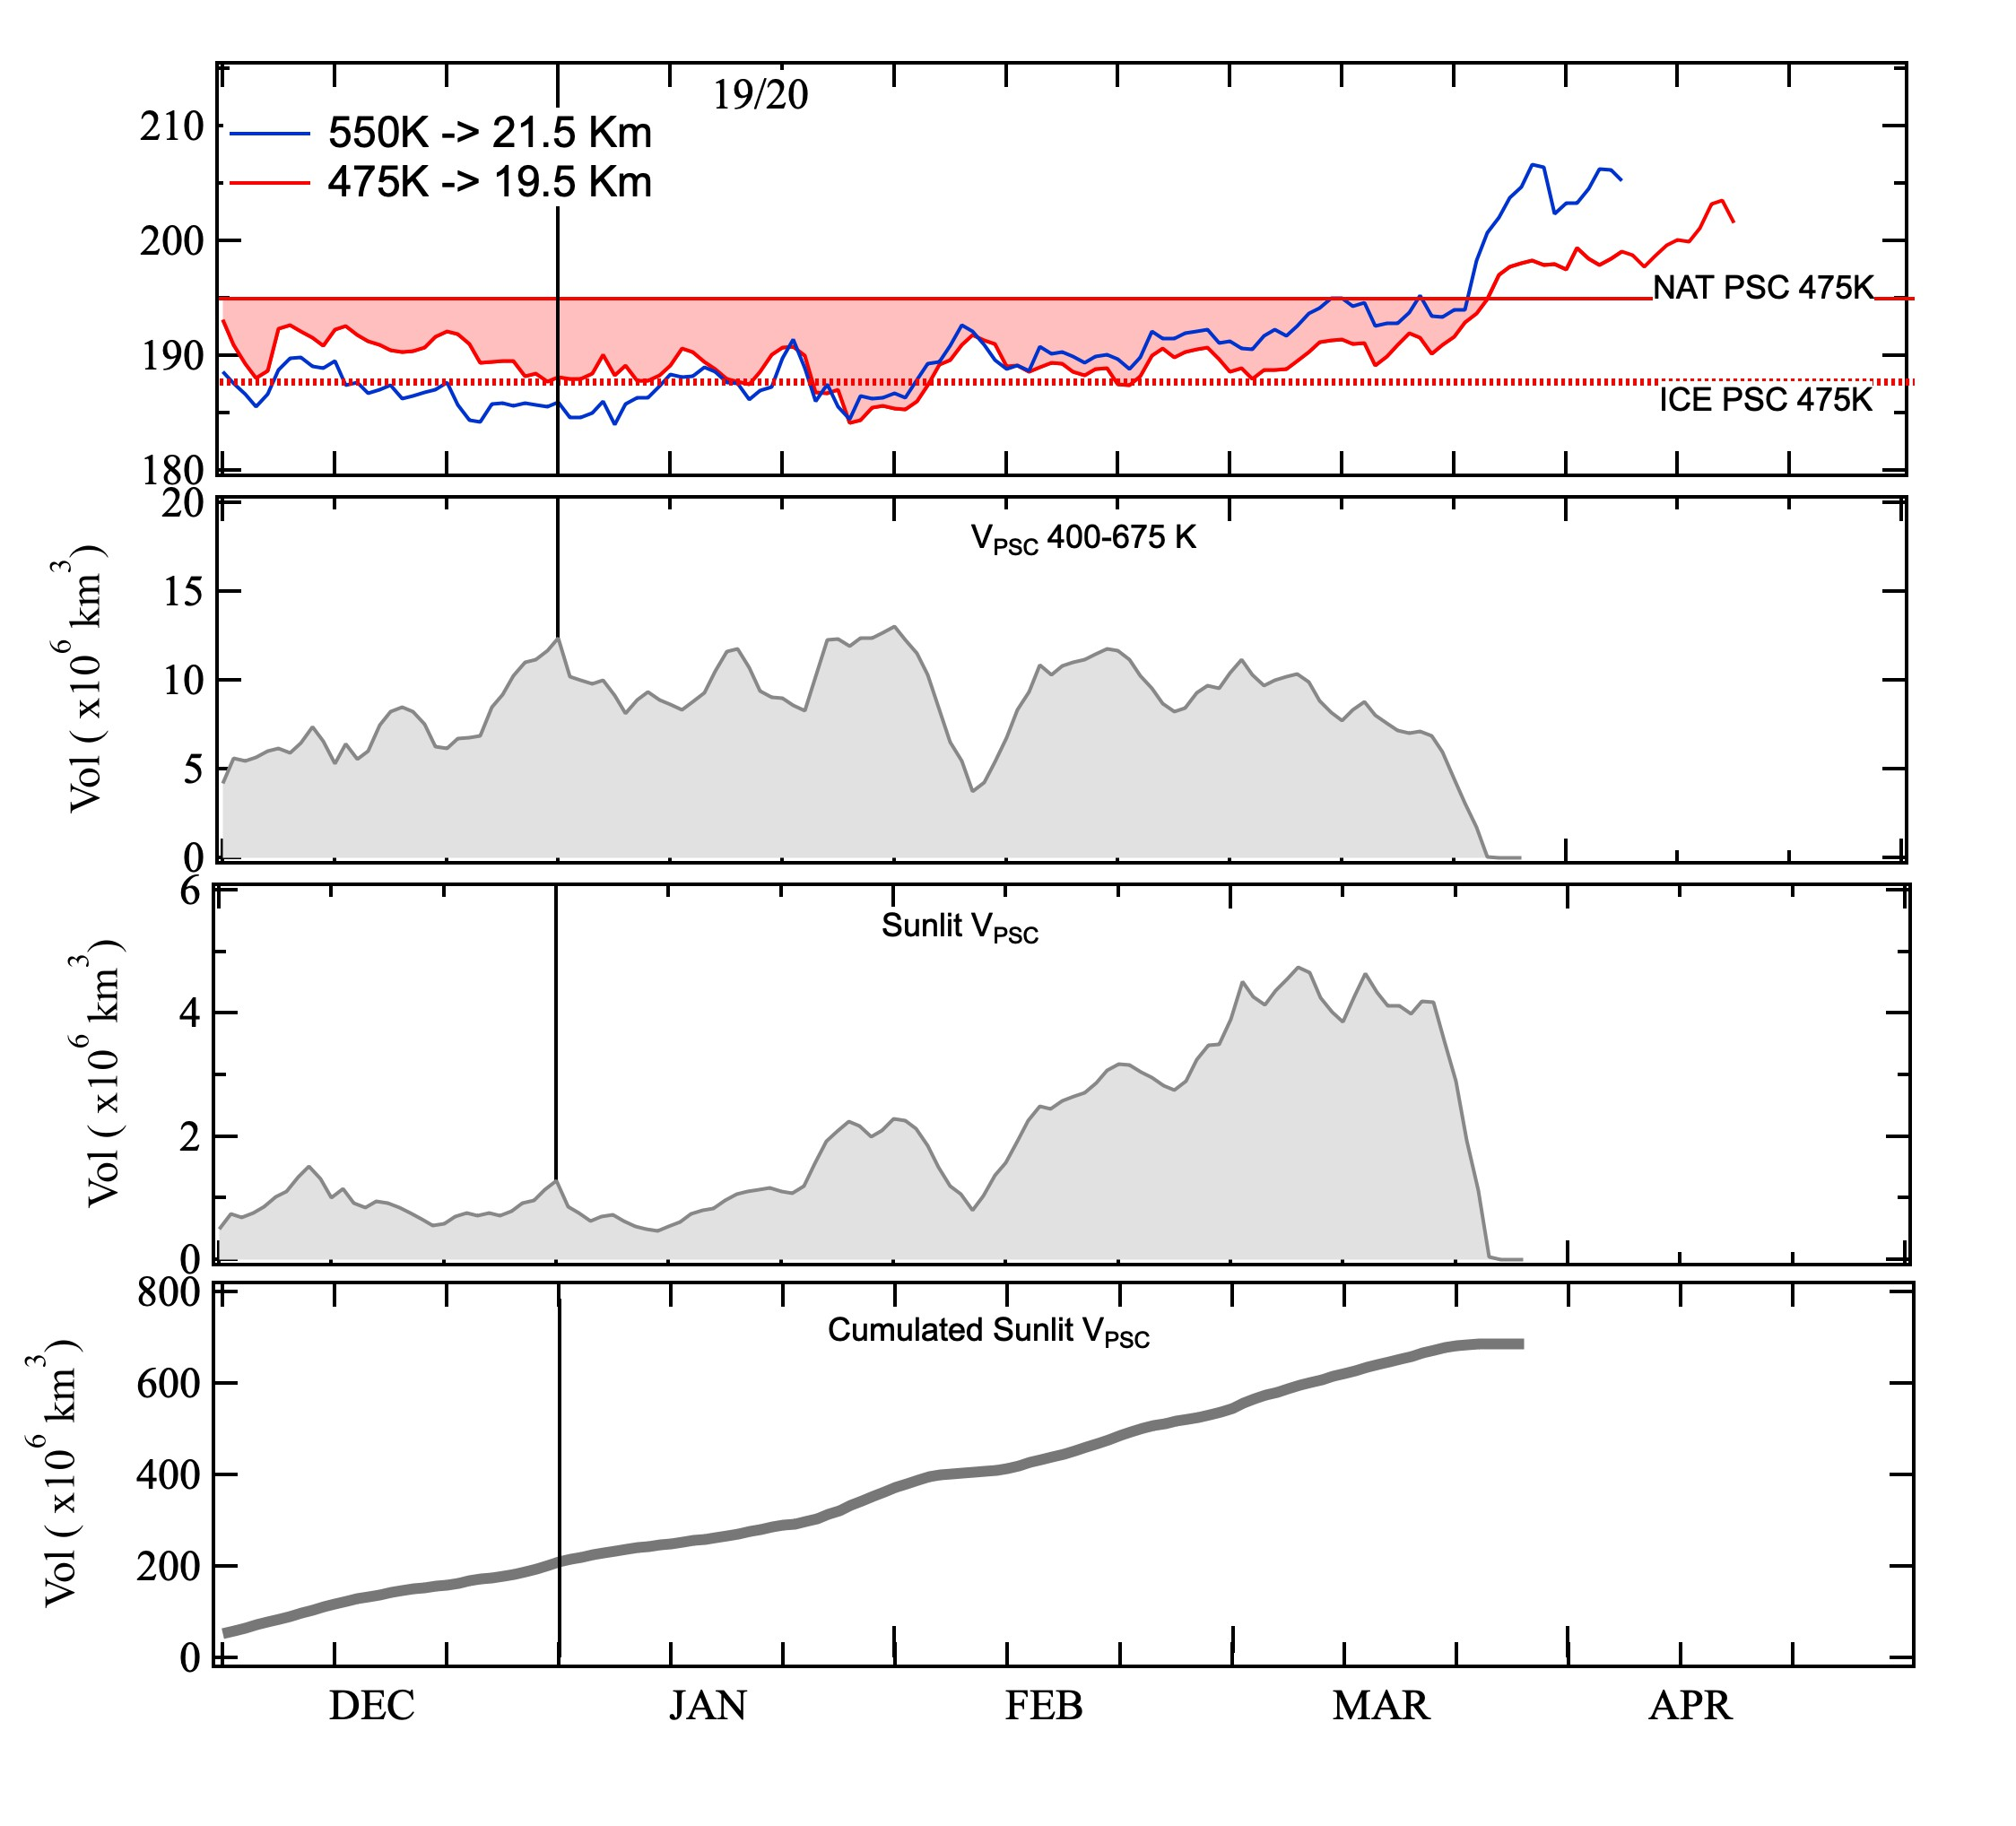 19/20
550K -> 21.5 Km
475K -> 19.5 Km
210
200
190
180
NAT PSC 475K
ICE PSC 475K
V_PSC 400-675 K
20
15
10
5
0
Vol ( x10^6 km^3)
Sunlit V_PSC
6
4
2
0
Vol ( x10^6 km^3)
Cumulated Sunlit V_PSC
800
600
400
200
0
Vol ( x10^6 km^3)
DEC JAN FEB MAR APR